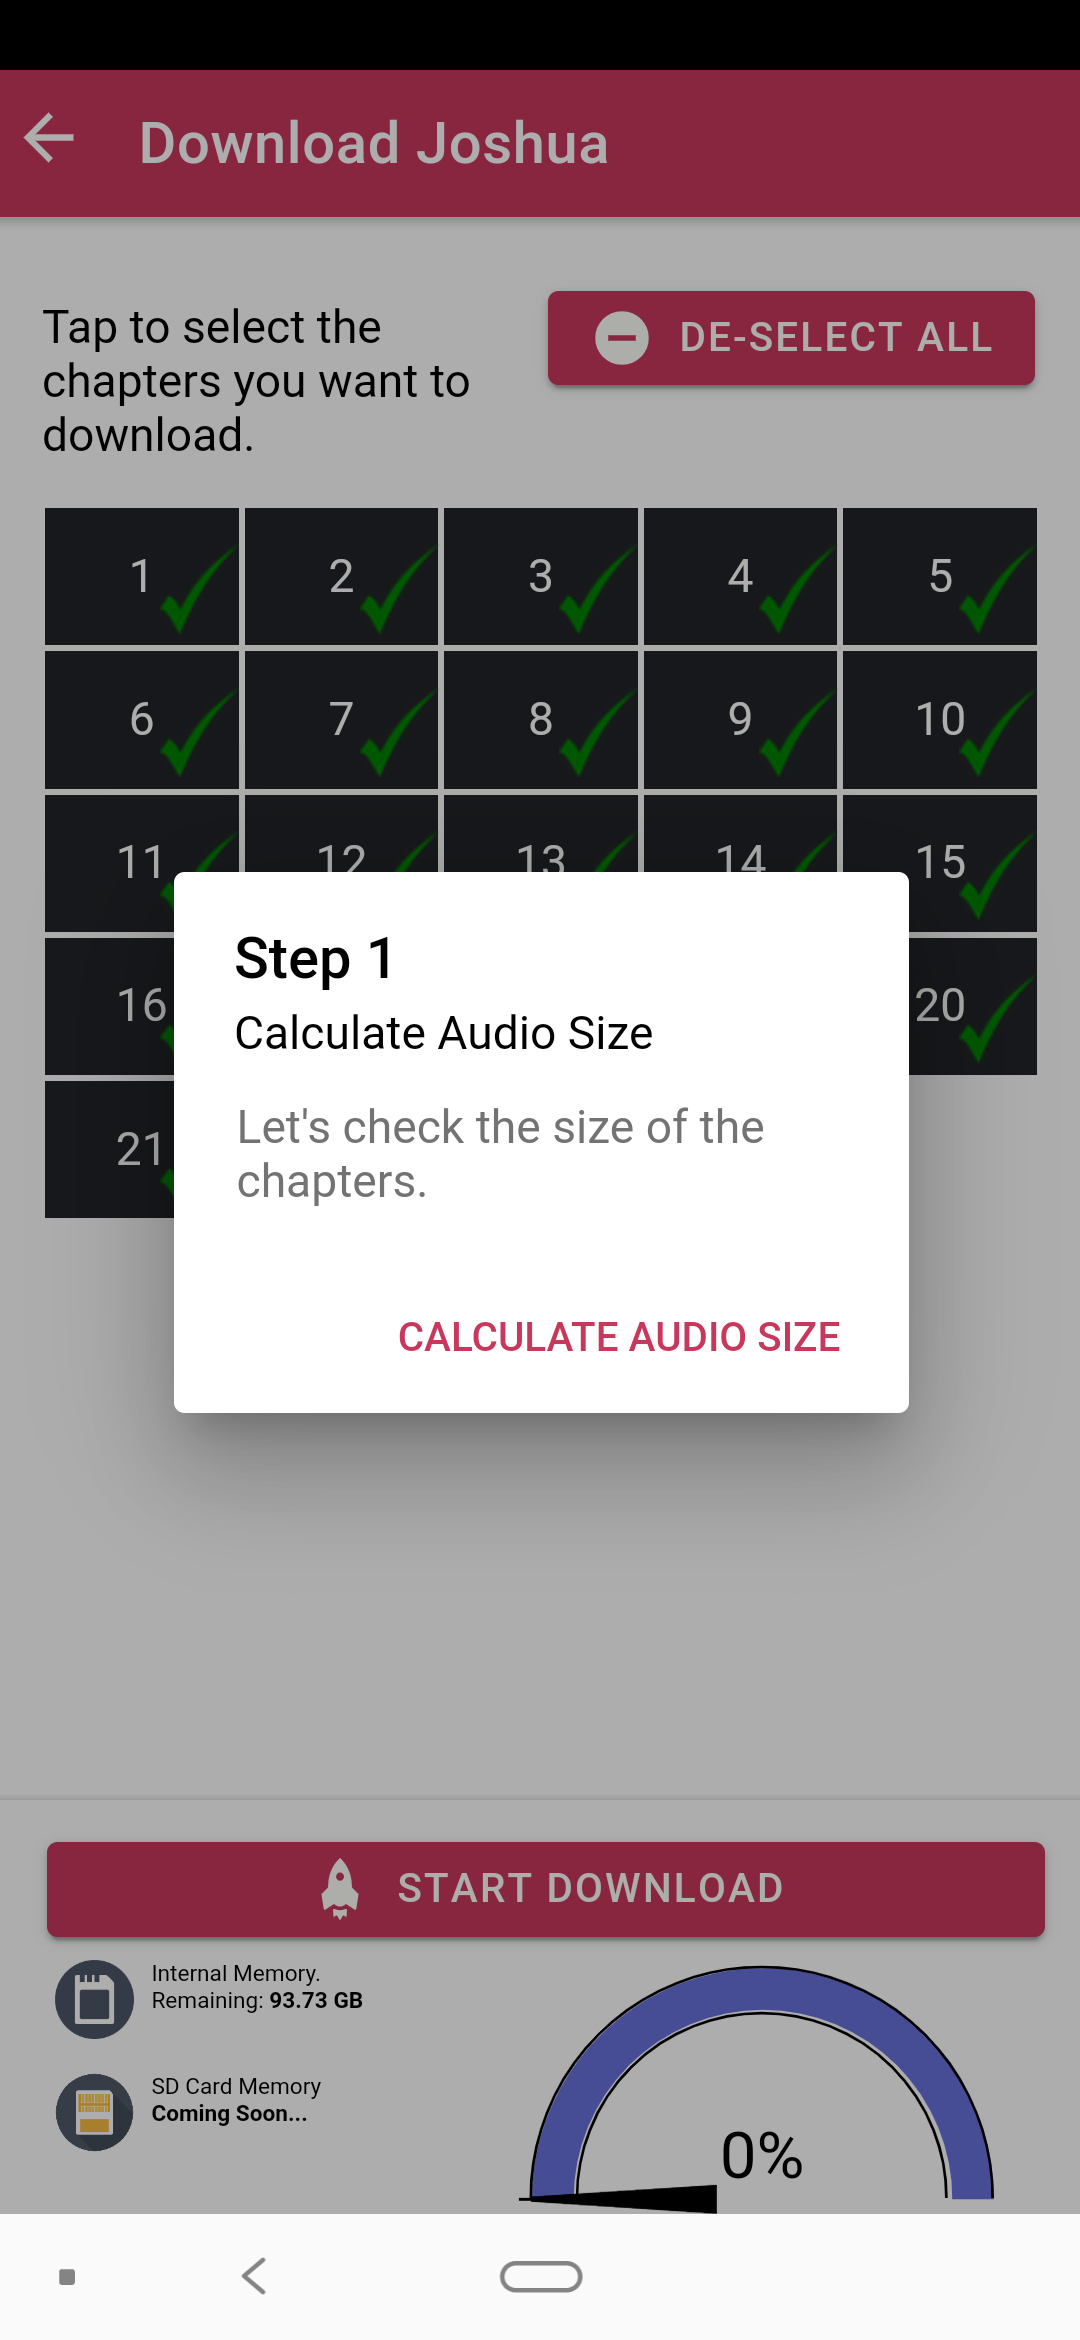 Download Joshua
Tap to select the
chapters you want to
download.
DE-SELECT ALL
1 2 3 4 5
6 7 8 9 10
11 12 13 14 15
16 20
21
Step 1
Calculate Audio Size
Let's check the size of the
chapters.
CALCULATE AUDIO SIZE
START DOWNLOAD
Internal Memory.
Remaining: 93.73 GB
SD Card Memory
Coming Soon...
0%